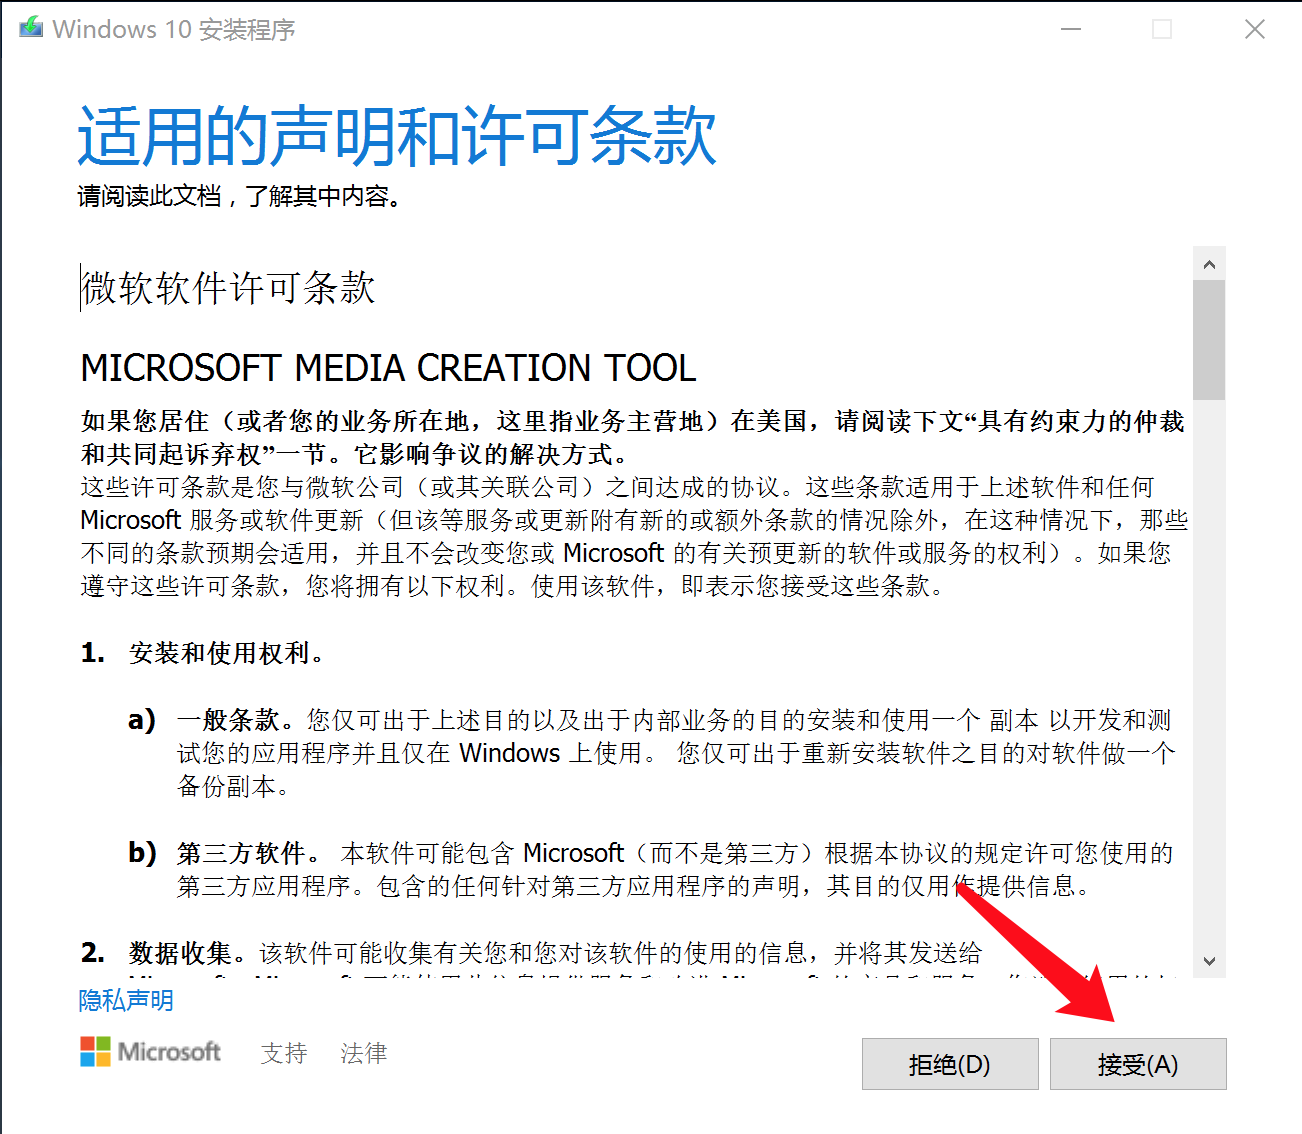 Windows 10 安装程序
适用的声明和许可条款
请阅读此文档，了解其中内容。
微软软件许可条款
MICROSOFT MEDIA CREATION TOOL
如果您居住（或者您的业务所在地，这里指业务主营地）在美国，请阅读下文“具有约束力的仲裁
和共同起诉弃权”一节。它影响争议的解决方式。
这些许可条款是您与微软公司（或其关联公司）之间达成的协议。这些条款适用于上述软件和任何
Microsoft 服务或软件更新（但该等服务或更新附有新的或额外条款的情况除外，在这种情况下，那些
不同的条款预期会适用，并且不会改变您或 Microsoft 的有关预更新的软件或服务的权利）。如果您
遵守这些许可条款，您将拥有以下权利。使用该软件，即表示您接受这些条款。
1. 安装和使用权利。
a) 一般条款。您仅可出于上述目的以及出于内部业务的目的安装和使用一个 副本 以开发和测
试您的应用程序并且仅在 Windows 上使用。 您仅可出于重新安装软件之目的对软件做一个
备份副本。
b) 第三方软件。 本软件可能包含 Microsoft（而不是第三方）根据本协议的规定许可您使用的
第三方应用程序。包含的任何针对第三方应用程序的声明，其目的仅用作提供信息。
2. 数据收集。该软件可能收集有关您和您对该软件的使用的信息，并将其发送给
隐私声明
Microsoft 支持 法律
拒绝(D) 接受(A)